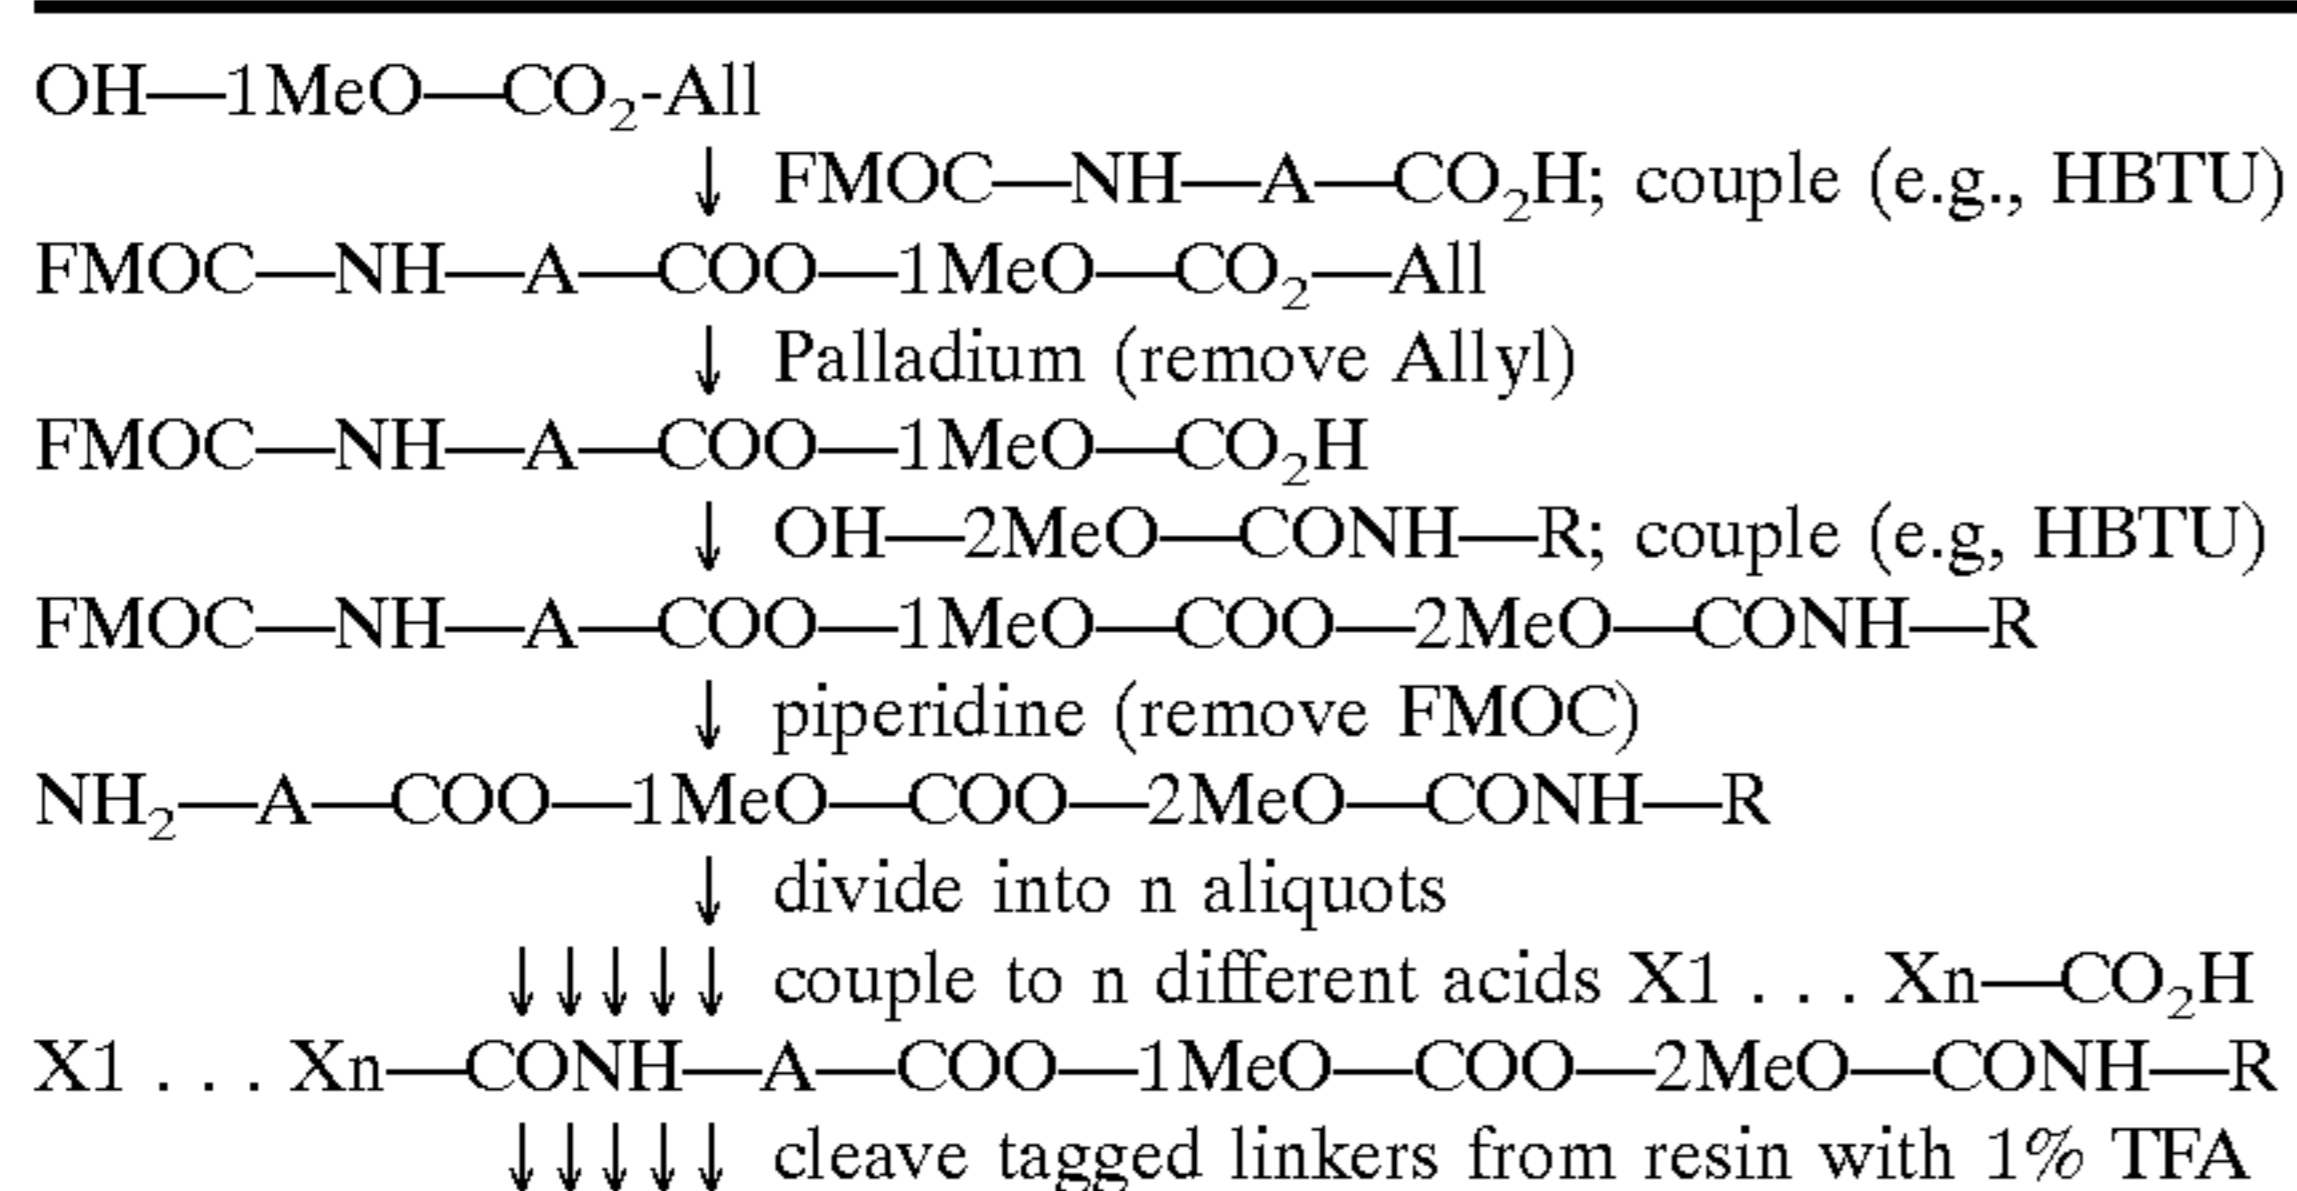 OH—1MeO—CO₂-All
↓ FMOC—NH—A—CO₂H; couple (e.g., HBTU)
FMOC—NH—A—COO—1MeO—CO₂—All
↓ Palladium (remove Allyl)
FMOC—NH—A—COO—1MeO—CO₂H
↓ OH—2MeO—CONH—R; couple (e.g, HBTU)
FMOC—NH—A—COO—1MeO—COO—2MeO—CONH—R
↓ piperidine (remove FMOC)
NH₂—A—COO—1MeO—COO—2MeO—CONH—R
↓ divide into n aliquots
↓↓↓↓↓ couple to n different acids X1 . . . Xn—CO₂H
X1 . . . Xn—CONH—A—COO—1MeO—COO—2MeO—CONH—R
↓↓↓↓↓ cleave tagged linkers from resin with 1% TFA